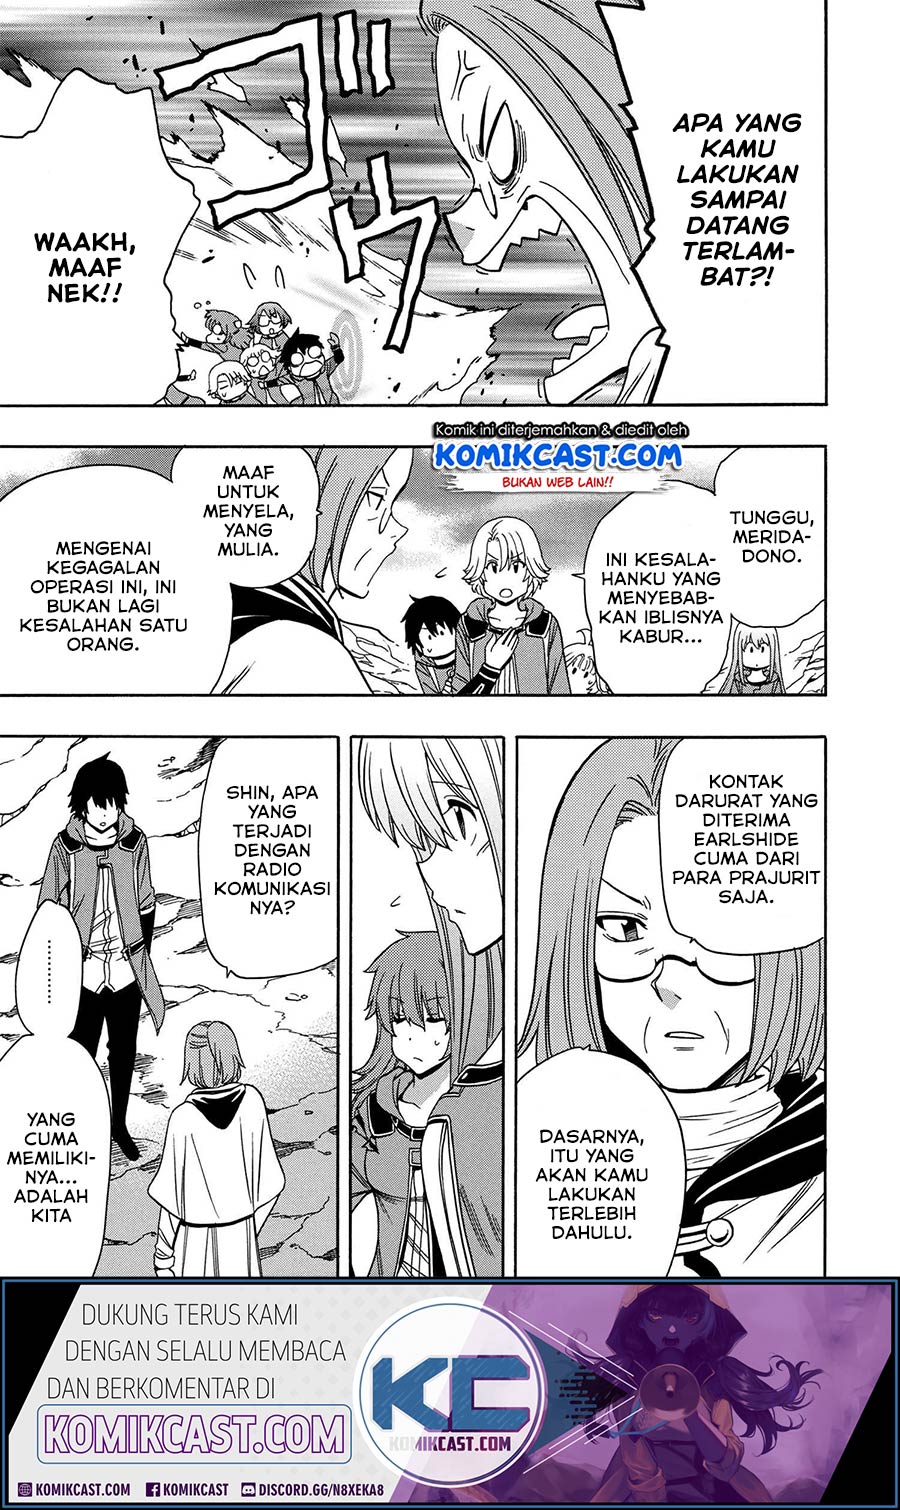 APA YANG
KAMU
LAKUKAN
SAMPAI
DATANG
TERLAM-
BAT?!
ゴゥ
WAAKH,
MAAF
NEK!!
Komik ini diterjemahkan & diedit oleh
KOMIKCAST.COM
BUKAN WEB LAIN!!
TUNGGU,
MERIDA-
DONO.
INI KESALA-
HANKU YANG
MENYEBAB-
KAN IBLISNYA
KABUR...
MAAF
UNTUK
MENYELA,
YANG
MULIA.
MENGENAI
KEGAGALAN
OPERASI INI, INI
BUKAN LAGI
KESALAHAN SATU
ORANG.
KONTAK
DARURAT YANG
DITERIMA
EARLSHIDE
CUMA DARI
PARA PRAJURIT
SAJA.
DASARNYA,
ITU YANG
AKAN KAMU
LAKUKAN
TERLEBIH
DAHULU.
SHIN, APA
YANG
TERJADI
DENGAN
RADIO
KOMUNIKASI
NYA?
..........
YANG
CUMA
MEMILIKI-
NYA...
ADALAH
KITA
DUKUNG TERUS KAMI
DENGAN SELALU MEMBACA
DAN BERKOMENTAR DI
KOMIKCAST.COM
KC
KOMIKCAST.COM
KOMIKCAST.COM KOMIKCAST DISCORD.GG/N8XEKA8